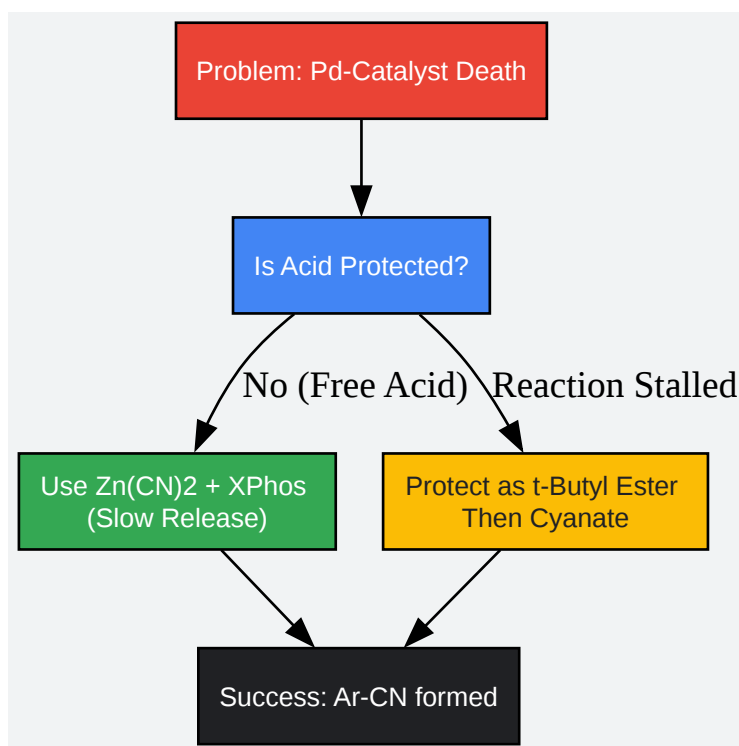 Problem: Pd-Catalyst Death
Is Acid Protected?
No (Free Acid)
Reaction Stalled
Use Zn(CN)2 + XPhos
(Slow Release)
Protect as t-Butyl Ester
Then Cyanate
Success: Ar-CN formed